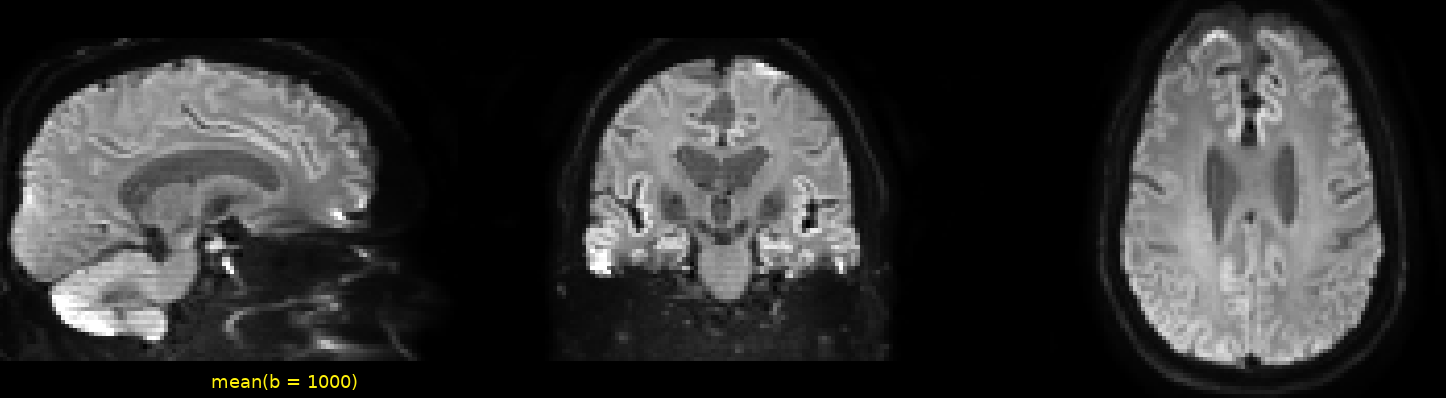 mean(b = 1000)